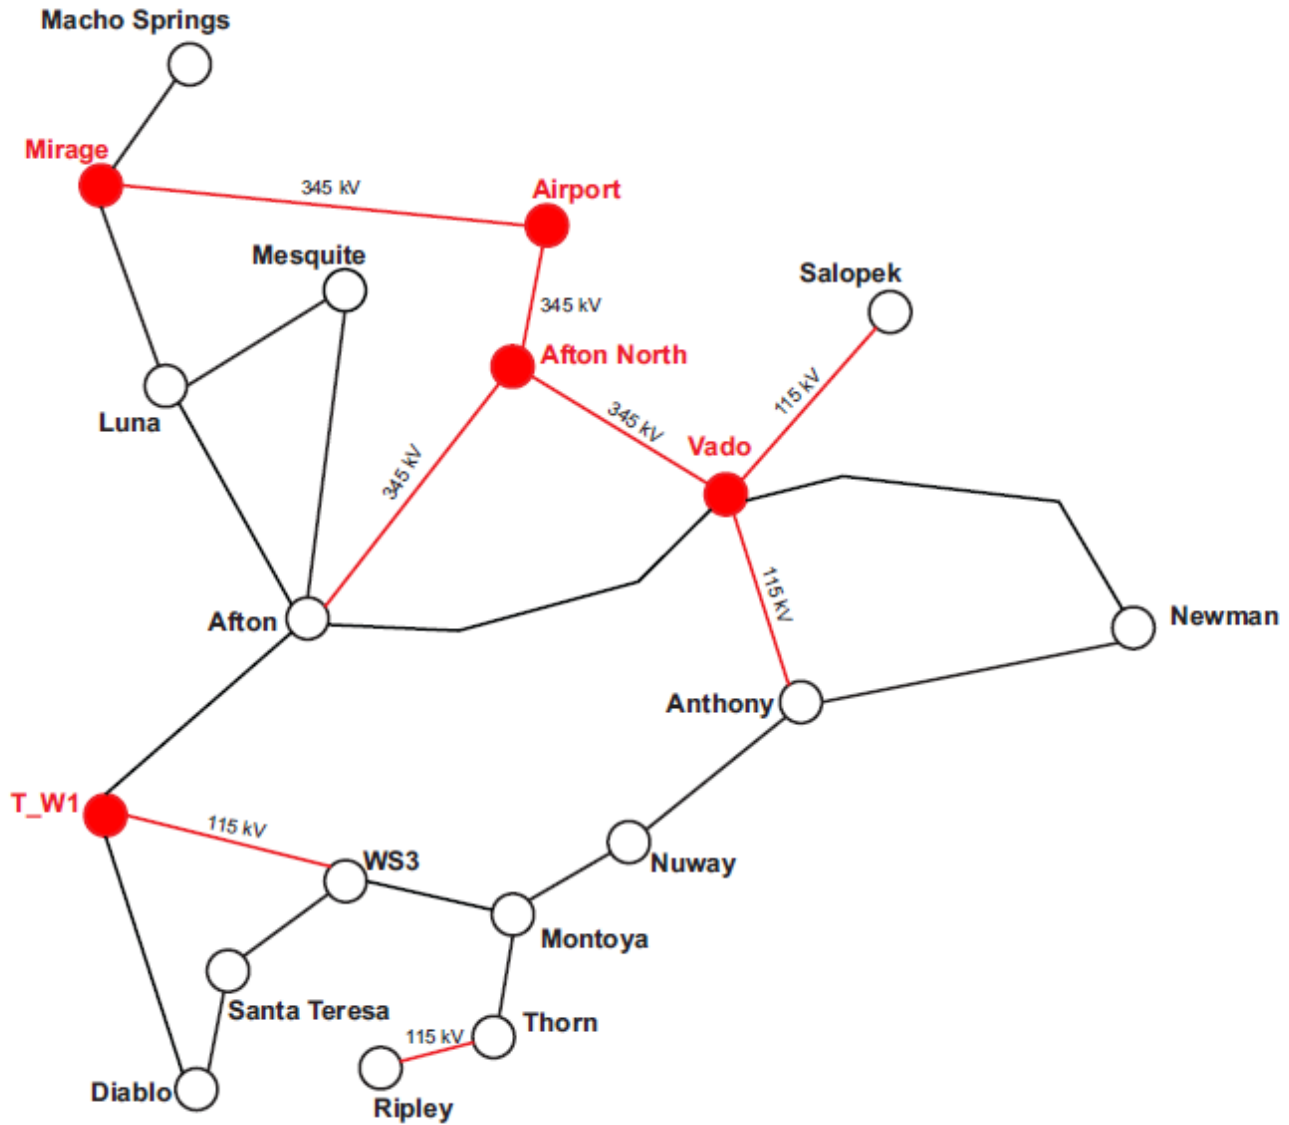 Macho Springs
Mirage
345 kV
Airport
Mesquite
Salopek
345 kV
Afton North
115 kV
Luna
345 kV
Vado
345 kV
115 kV
Afton
Newman
Anthony
T_W1
115 kV
WS3
Nuway
Montoya
Santa Teresa
Thorn
115 kV
Diablo
Ripley